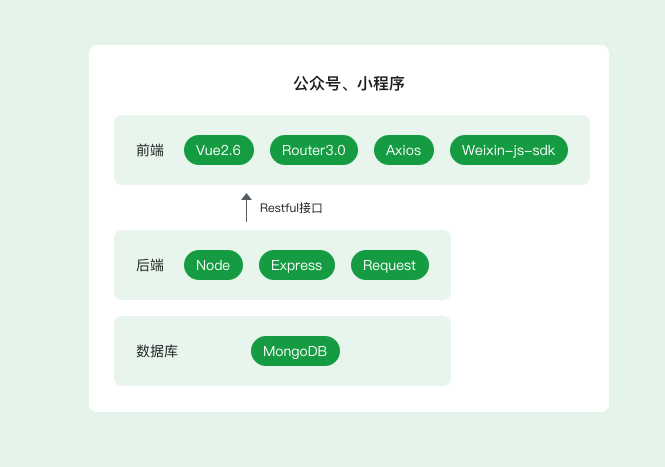 公众号、小程序
前端 Vue2.6 Router3.0 Axios Weixin-js-sdk
Restful接口
后端 Node Express Request
数据库 MongoDB